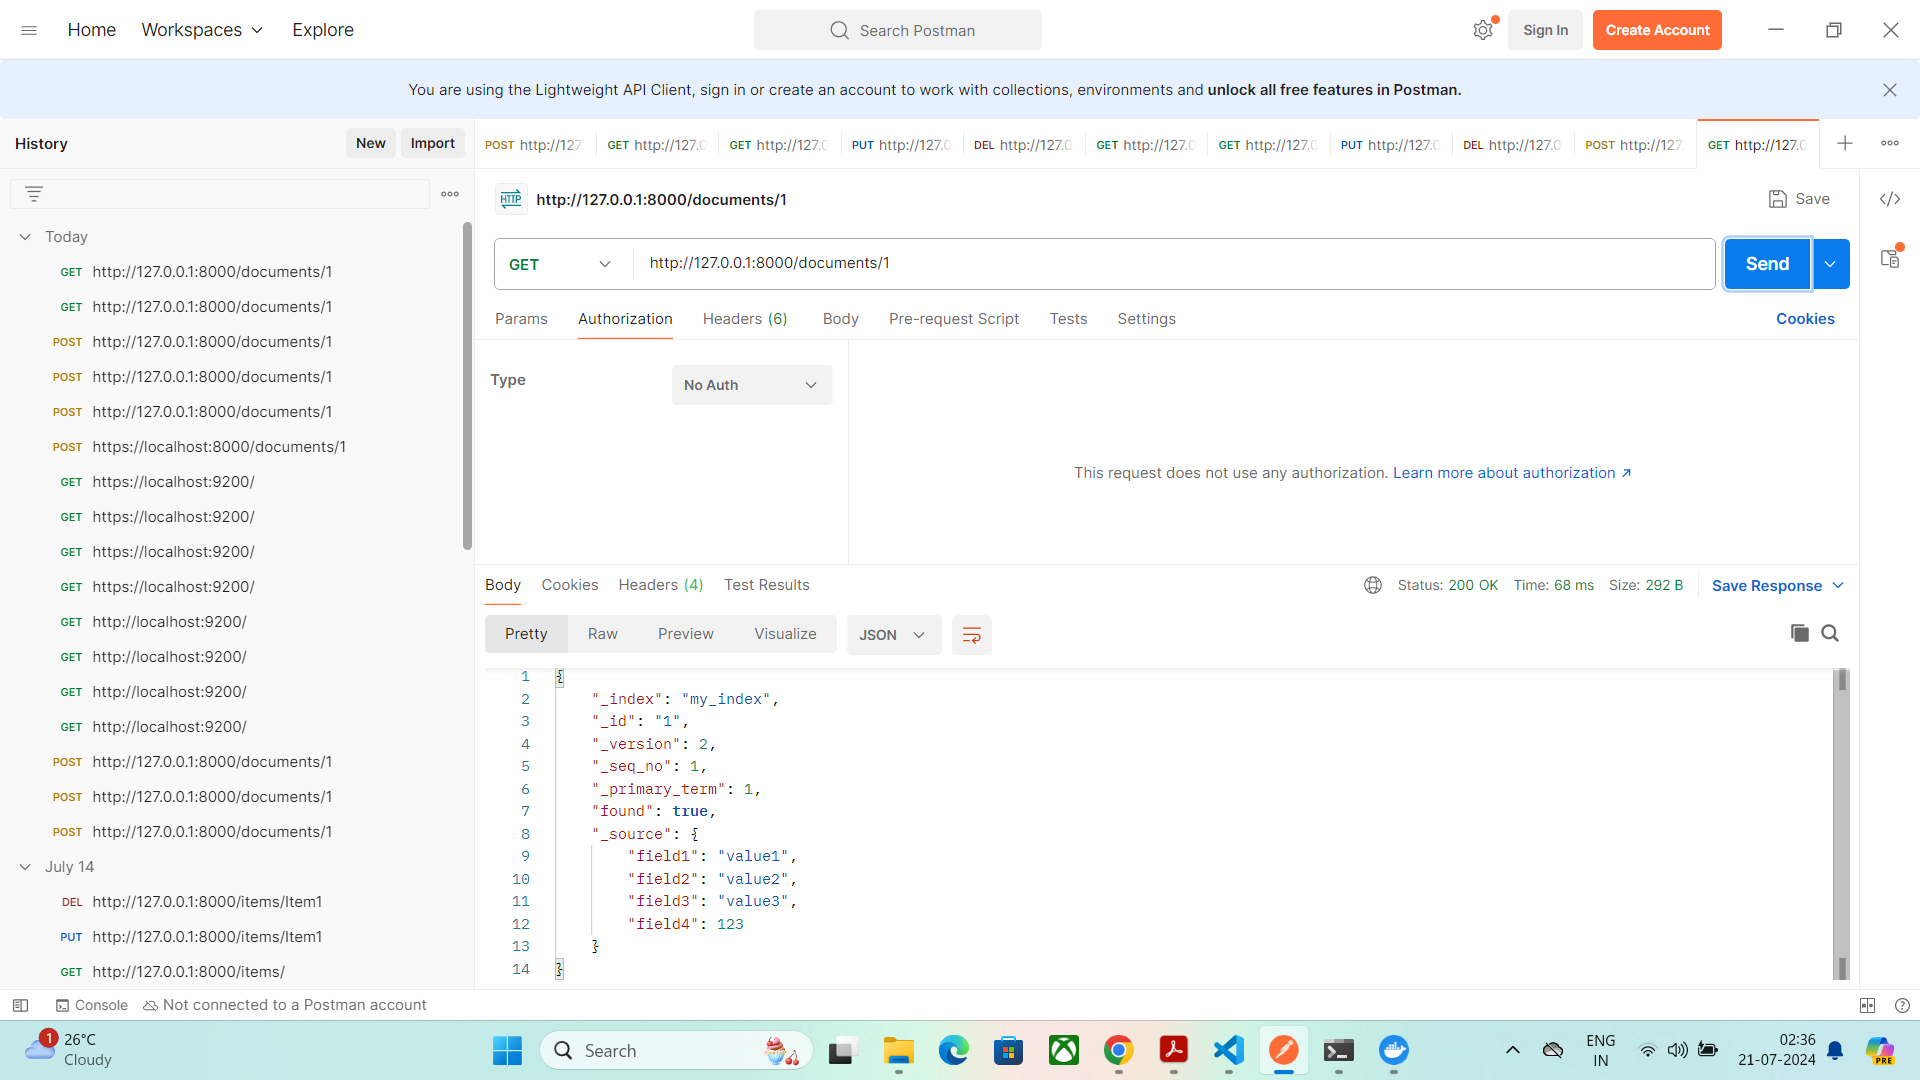 Home Workspaces Explore Search Postman Sign In Create Account
You are using the Lightweight API Client, sign in or create an account to work with collections, environments and unlock all free features in Postman.
History New Import
POST http://127. GET http://127.0 GET http://127.0 PUT http://127.0 DEL http://127.0 GET http://127.0 GET http://127.0 PUT http://127.0 DEL http://127.0 POST http://127 GET http://127.0
HTTP http://127.0.0.1:8000/documents/1 Save
GET http://127.0.0.1:8000/documents/1 Send
Params Authorization Headers (6) Body Pre-request Script Tests Settings Cookies
Type No Auth
This request does not use any authorization. Learn more about authorization ↗
Today
GET http://127.0.0.1:8000/documents/1
GET http://127.0.0.1:8000/documents/1
POST http://127.0.0.1:8000/documents/1
POST http://127.0.0.1:8000/documents/1
POST http://127.0.0.1:8000/documents/1
POST https://localhost:8000/documents/1
GET https://localhost:9200/
GET https://localhost:9200/
GET https://localhost:9200/
GET https://localhost:9200/
GET http://localhost:9200/
GET http://localhost:9200/
GET http://localhost:9200/
GET http://localhost:9200/
POST http://127.0.0.1:8000/documents/1
POST http://127.0.0.1:8000/documents/1
POST http://127.0.0.1:8000/documents/1
July 14
DEL http://127.0.0.1:8000/items/Item1
PUT http://127.0.0.1:8000/items/Item1
GET http://127.0.0.1:8000/items/
Body Cookies Headers (4) Test Results Status: 200 OK Time: 68 ms Size: 292 B Save Response
Pretty Raw Preview Visualize JSON
1 {
2 "_index": "my_index",
3 "_id": "1",
4 "_version": 2,
5 "_seq_no": 1,
6 "_primary_term": 1,
7 "found": true,
8 "_source": {
9 "field1": "value1",
10 "field2": "value2",
11 "field3": "value3",
12 "field4": 123
13 }
14 }
Console Not connected to a Postman account
1 26°C
Cloudy
Search
PRE
ENG
IN
02:36
21-07-2024
PRE